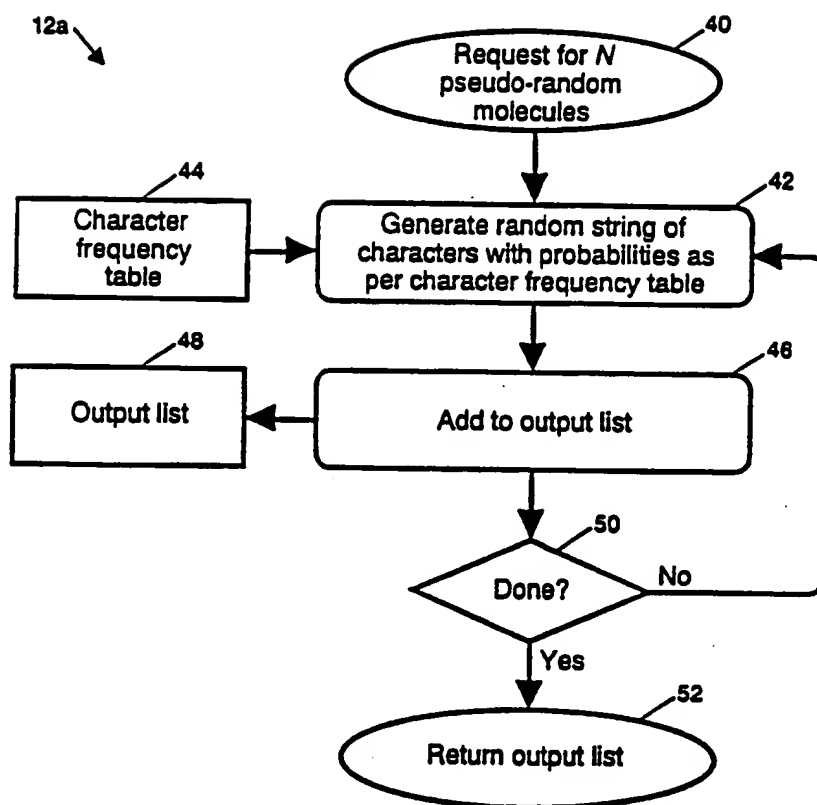 12a
40
Request for N
pseudo-random
molecules
44
Character
frequency
table
42
Generate random string of
characters with probabilities as
per character frequency table
48
Output list
46
Add to output list
50
Done?
No
Yes
52
Return output list